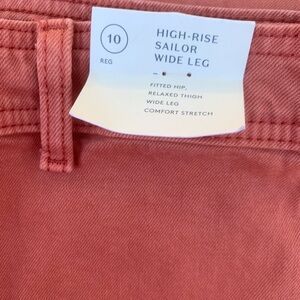 10
REG
HIGH-RISE
SAILOR
WIDE LEG
FITTED HIP,
RELAXED THIGH
WIDE LEG
COMFORT STRETCH